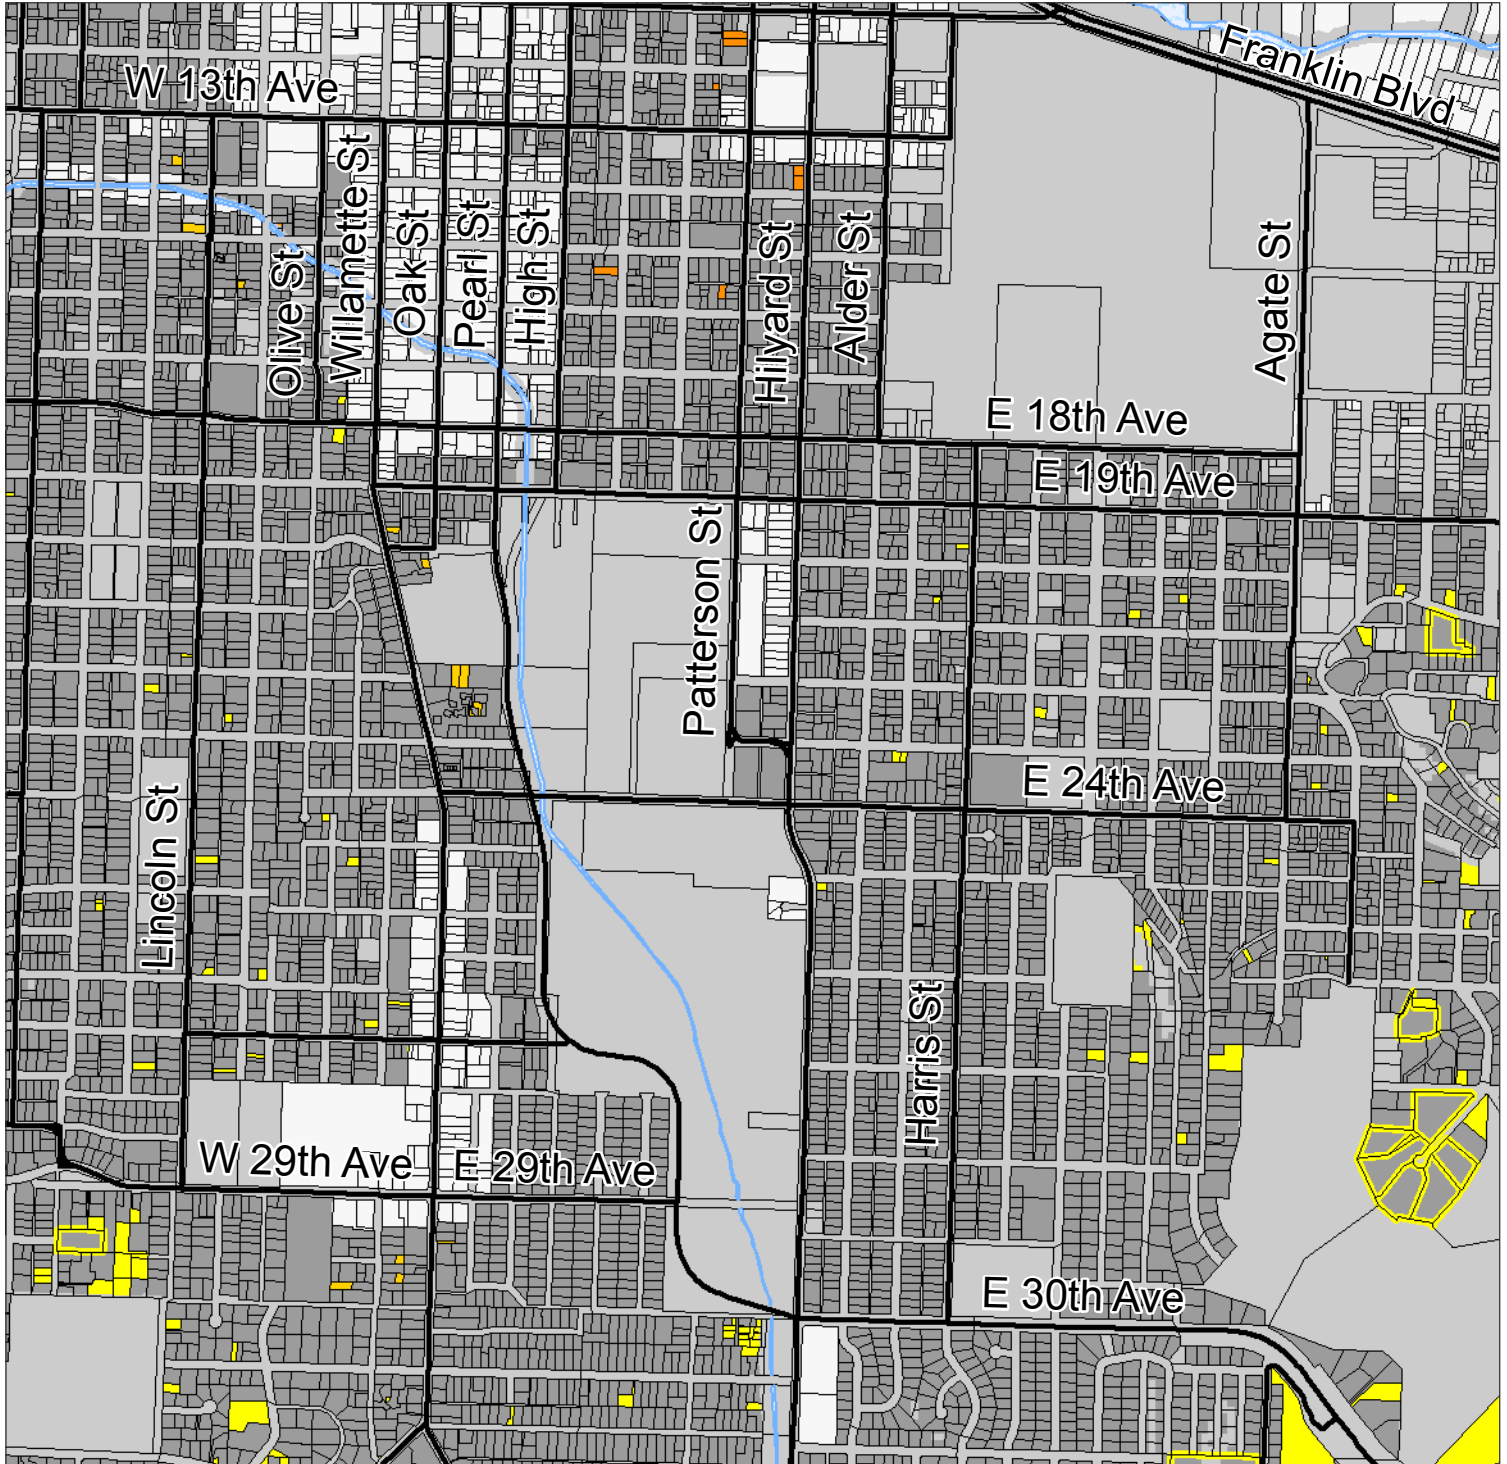 Franklin Blvd
W 13th Ave
Olive St
Willamette St
Oak St
Pearl St
High St
Hilyard St
Alder St
Agate St
E 18th Ave
E 19th Ave
Patterson St
E 24th Ave
Lincoln St
Harris St
W 29th Ave
E 29th Ave
E 30th Ave